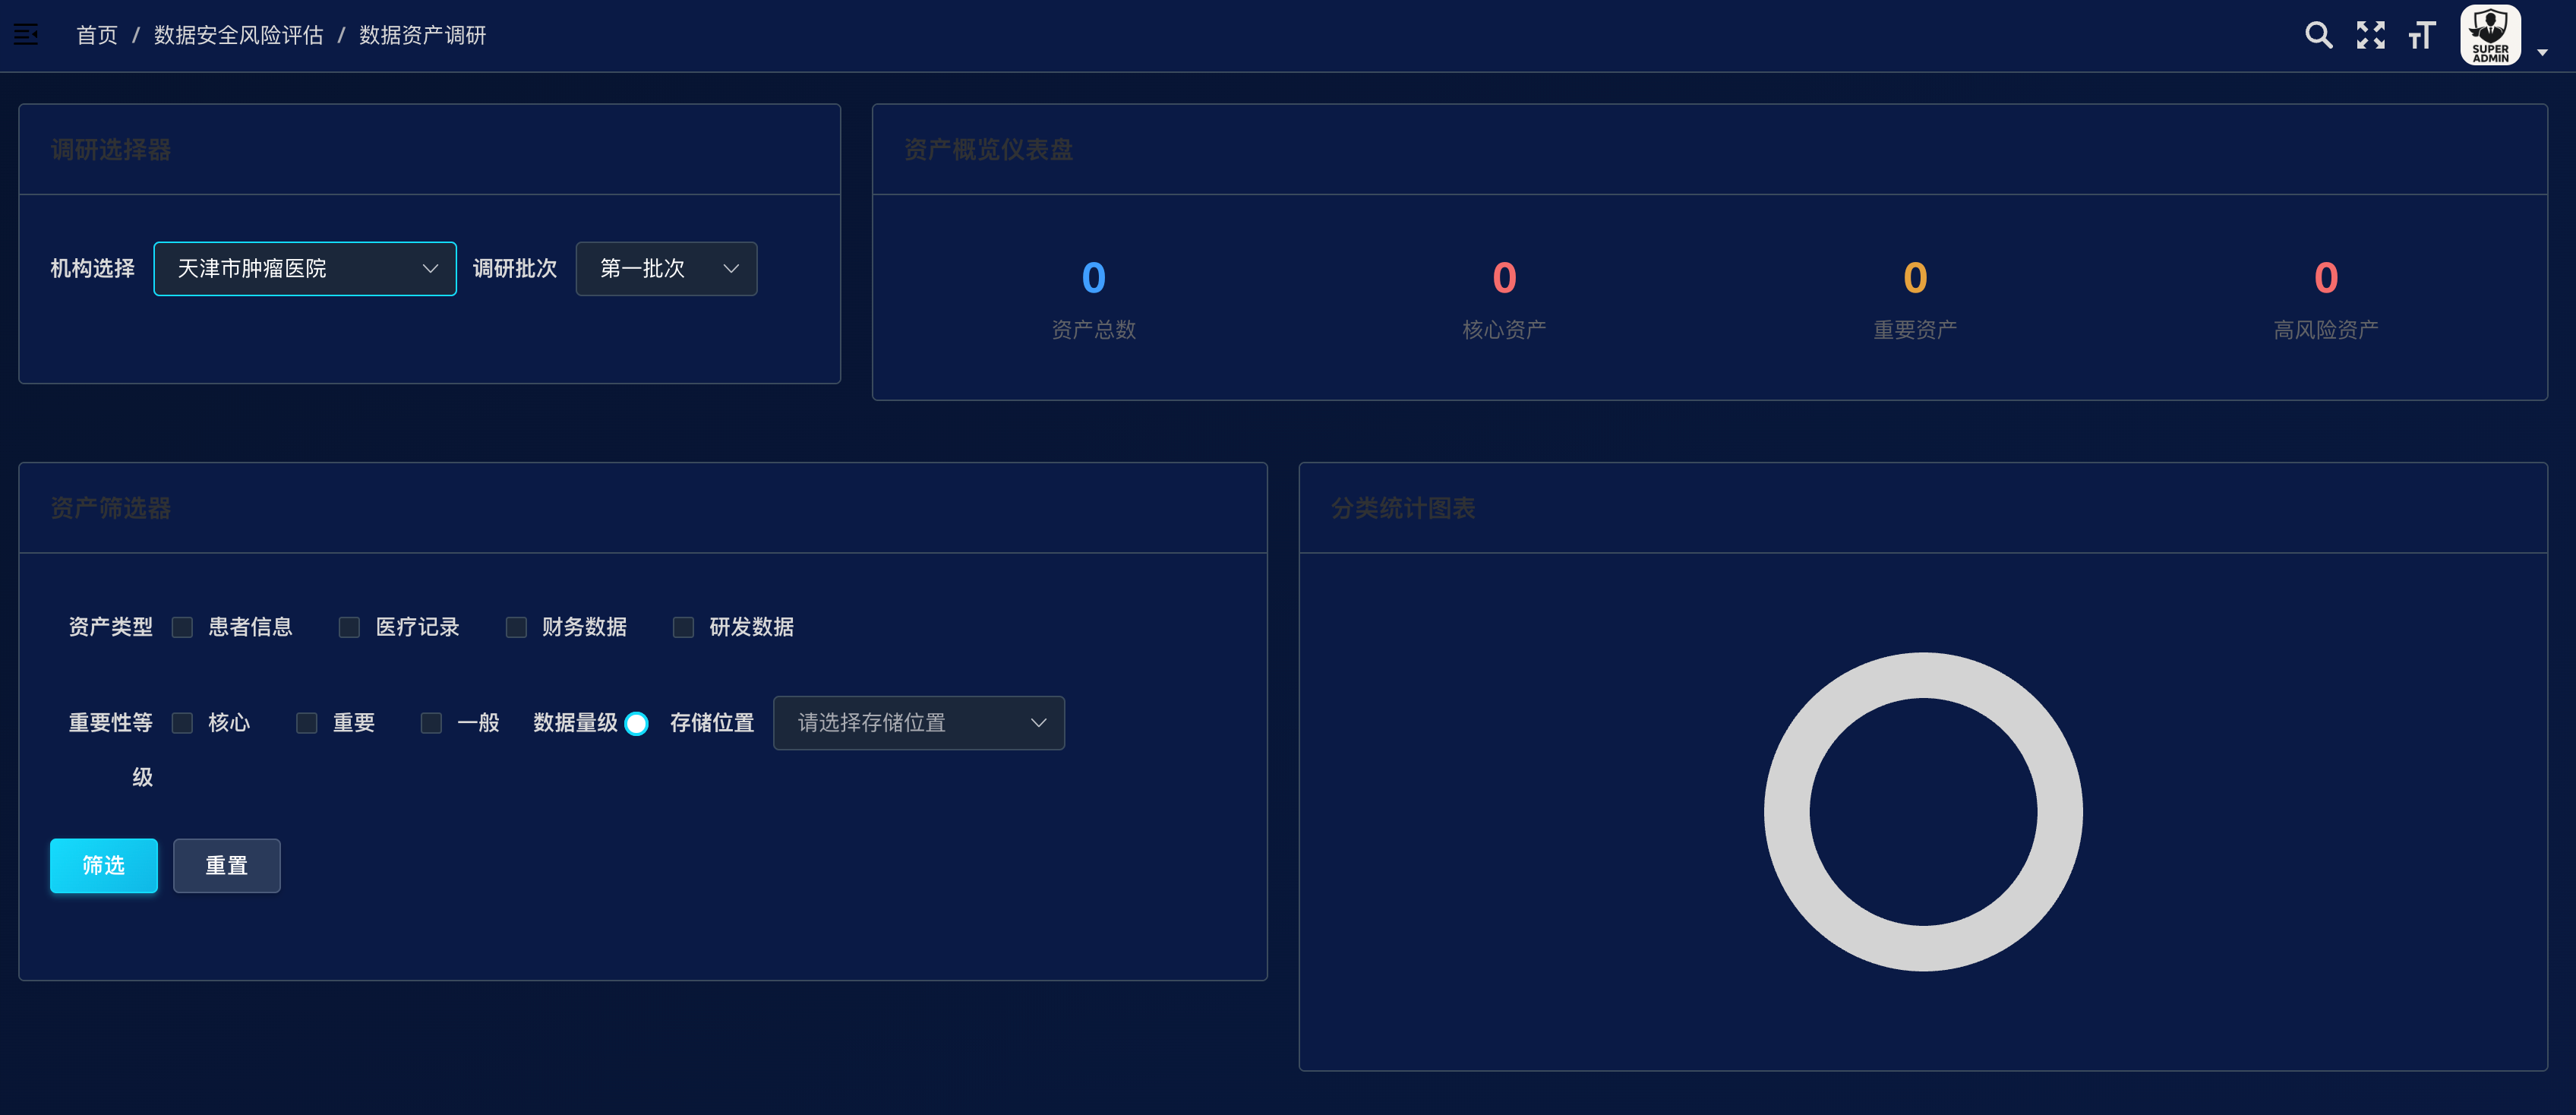 首页 / 数据安全风险评估 / 数据资产调研
SUPER
ADMIN
调研选择器
机构选择 天津市肿瘤医院 调研批次 第一批次
资产概览仪表盘
0 0 0 0
资产总数 核心资产 重要资产 高风险资产
资产筛选器
资产类型 患者信息 医疗记录 财务数据 研发数据
重要性等级 核心 重要 一般 数据量级 存储位置 请选择存储位置
筛选 重置
分类统计图表